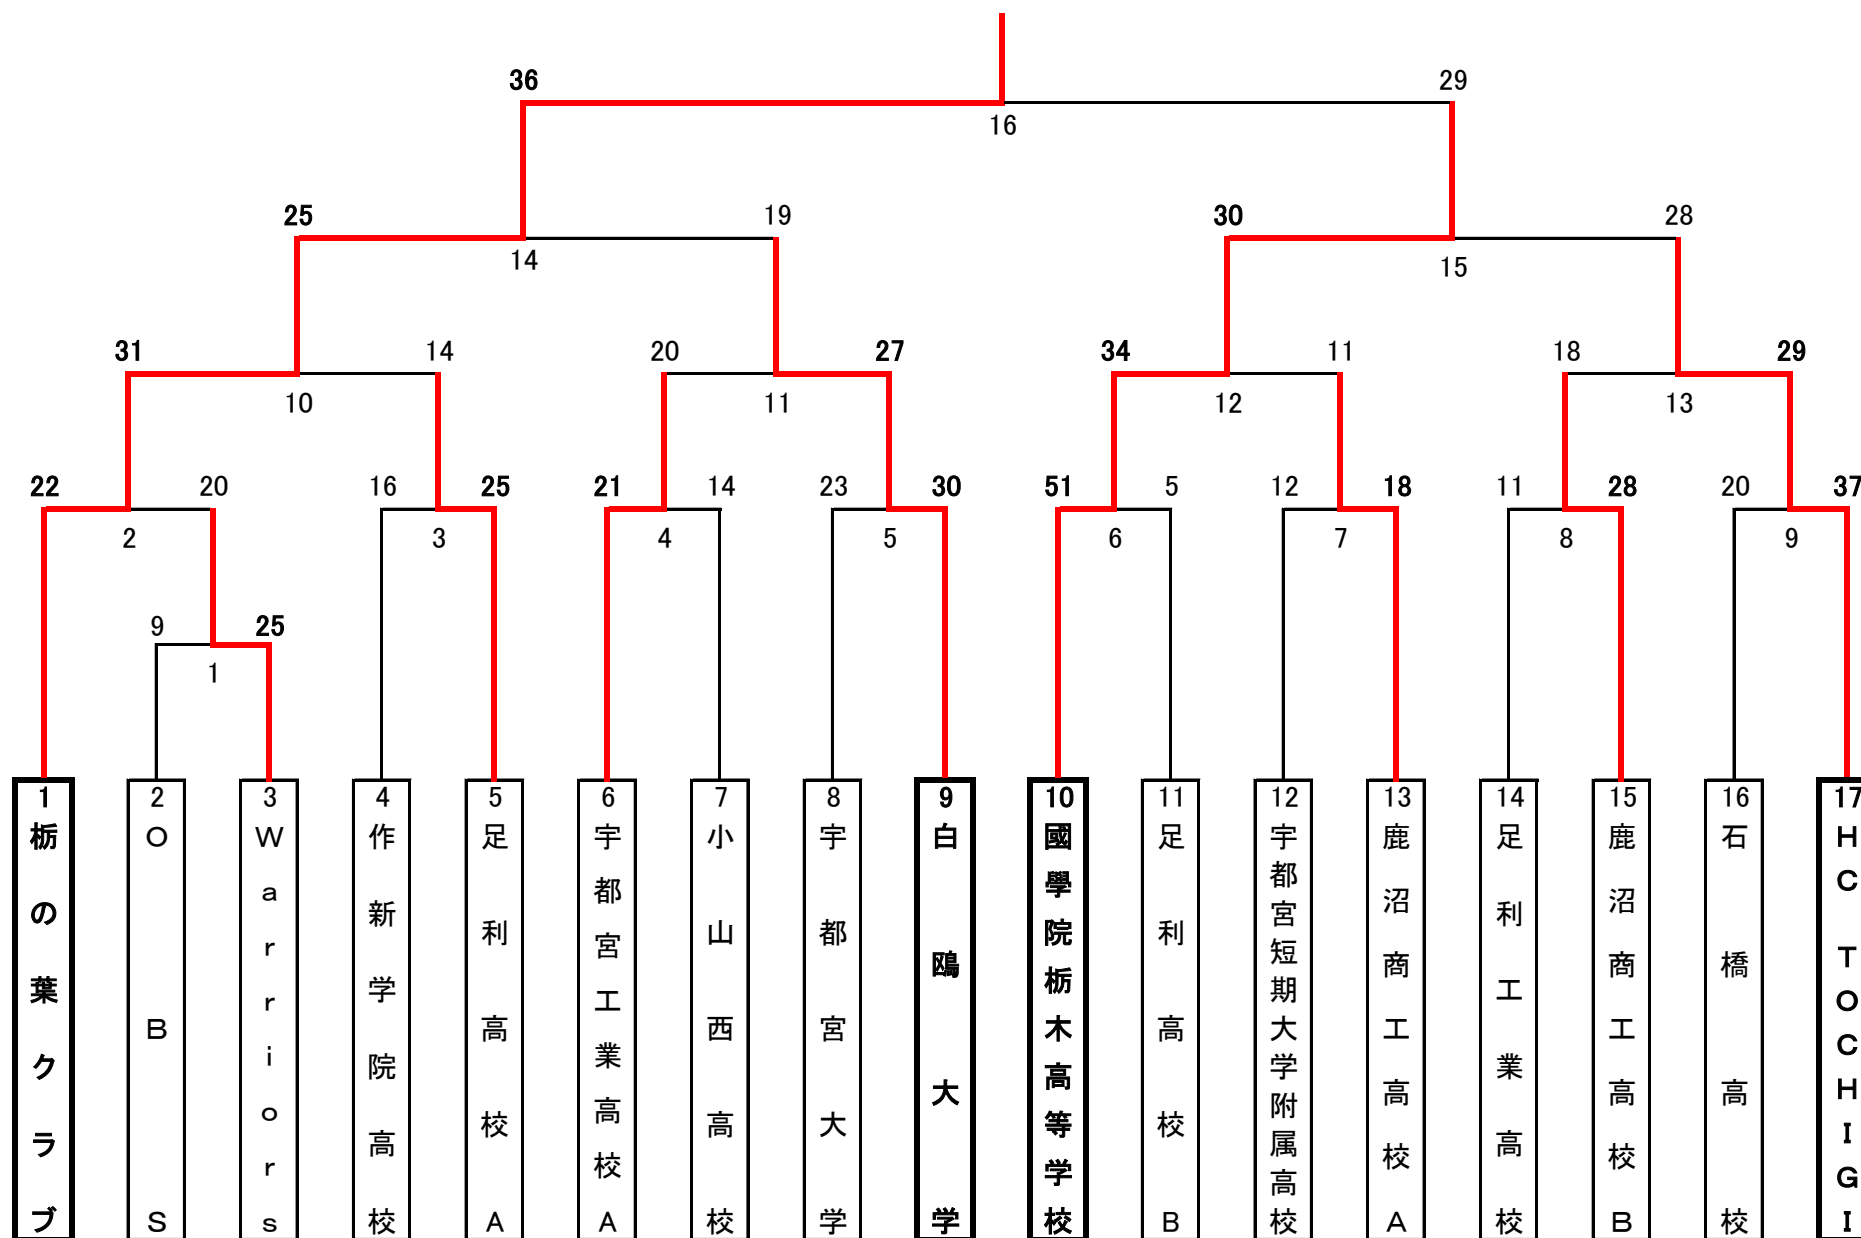 36 29
16
25 19 30 28
14 15
31 14 20 27 34 11 18 29
10 11 12 13
22 20 16 25 21 14 23 30 51 5 12 18 11 28 20 37
2 3 4 5 6 7 8 9
9 25
1
1 栃の葉クラブ
2 OBS
3 Warriors
4 作新学院高校
5 足利高校A
6 宇都宮工業高校A
7 小山西高校
8 宇都宮大学
9 白鴎大学
10 國學院栃木高等学校
11 足利高校B
12 宇都宮短期大学附属高校
13 鹿沼商工高校A
14 足利工業高校
15 鹿沼商工高校B
16 石橋高校
17 HC TOCHIGI